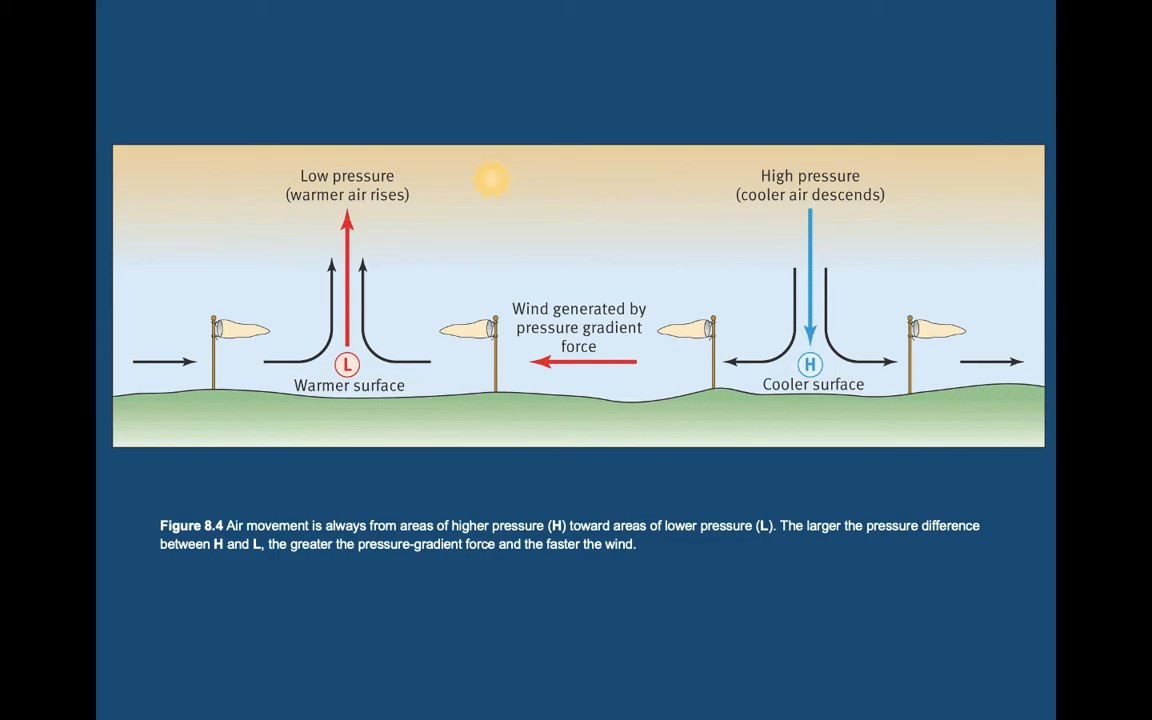 Low pressure
(warmer air rises)
High pressure
(cooler air descends)
Wind generated by
pressure gradient
force
L
Warmer surface
H
Cooler surface
Figure 8.4 Air movement is always from areas of higher pressure (H) toward areas of lower pressure (L). The larger the pressure difference
between H and L, the greater the pressure-gradient force and the faster the wind.